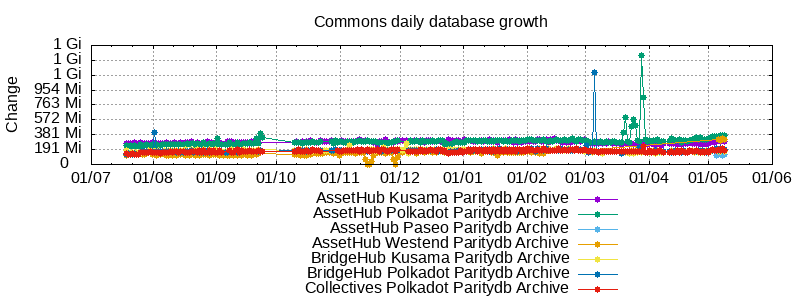 Commons daily database growth
Change
1 Gi
1 Gi
1 Gi
954 Mi
763 Mi
572 Mi
381 Mi
191 Mi
0
01/07 01/08 01/09 01/10 01/11 01/12 01/01 01/02 01/03 01/04 01/05 01/06
AssetHub Kusama Paritydb Archive
AssetHub Polkadot Paritydb Archive
AssetHub Paseo Paritydb Archive
AssetHub Westend Paritydb Archive
BridgeHub Kusama Paritydb Archive
BridgeHub Polkadot Paritydb Archive
Collectives Polkadot Paritydb Archive